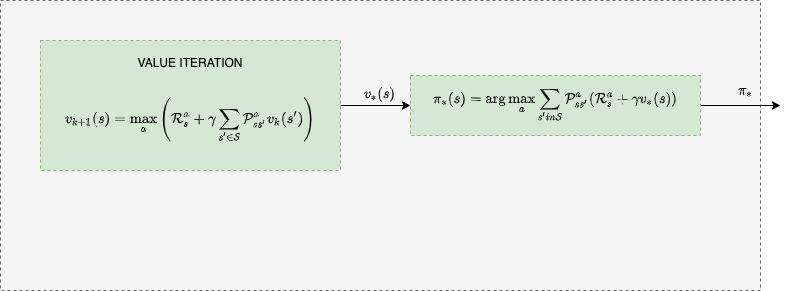 VALUE ITERATION
v_{k+1}(s) = \max_a \left( \mathcal{R}_s^a + \gamma \sum_{s' \in \mathcal{S}} \mathcal{P}_{ss'}^a v_k(s') \right)
v_*(s)
\pi_*(s) = \arg\max_a \sum_{s' in \mathcal{S}} \mathcal{P}_{ss'}^a (\mathcal{R}_s^a + \gamma v_*(s))
\pi_*